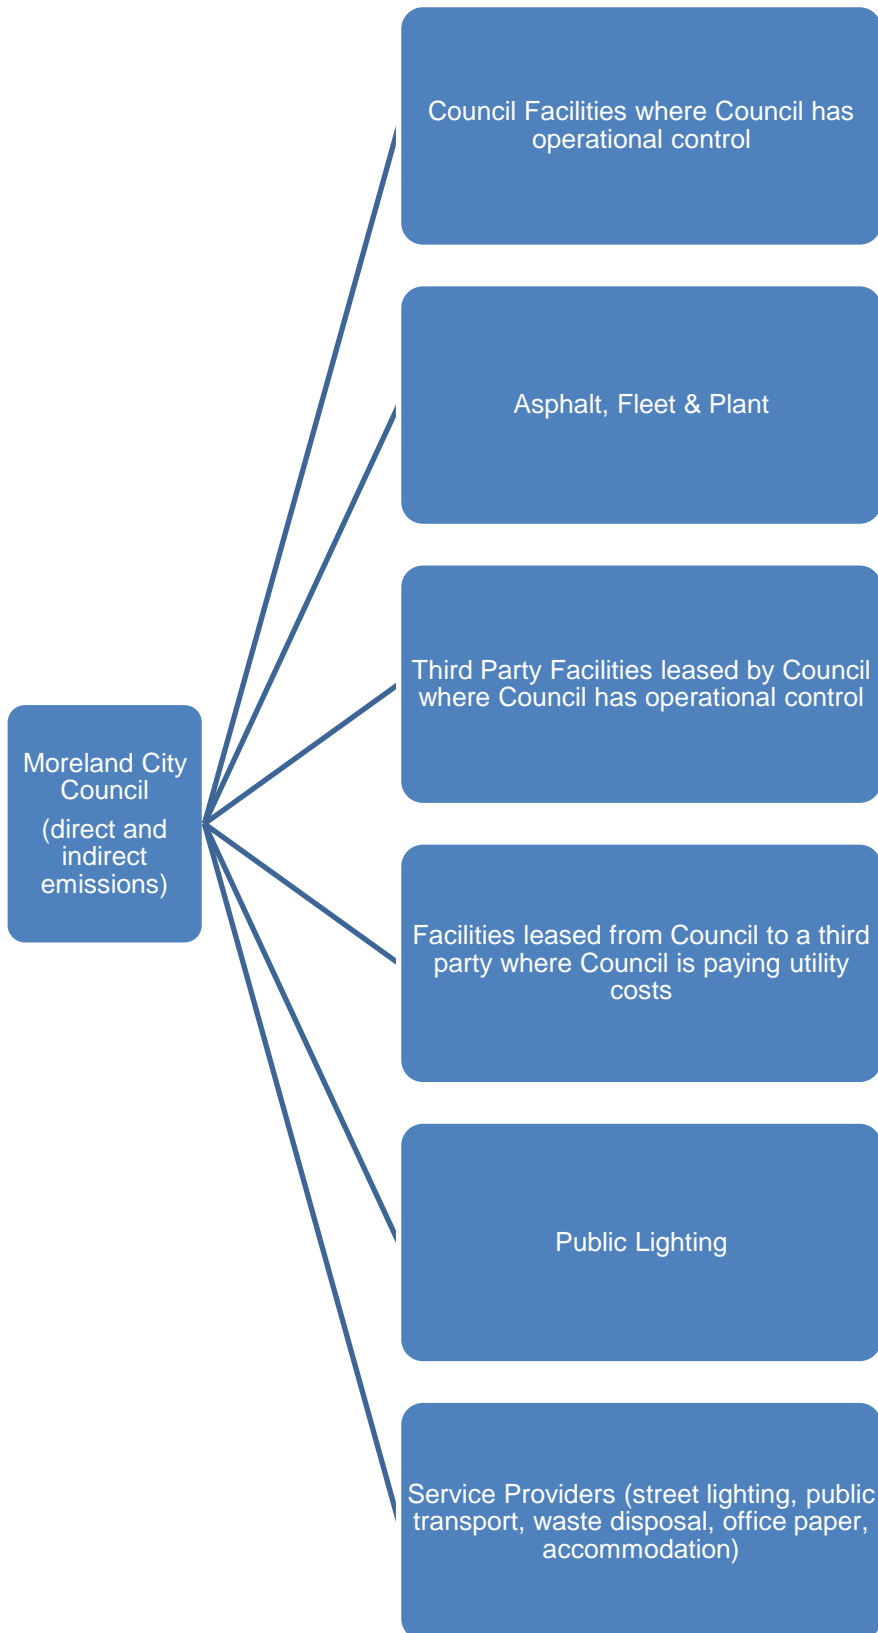 Council Facilities where Council has
operational control
Asphalt, Fleet & Plant
Third Party Facilities leased by Council
where Council has operational control
Moreland City
Council
(direct and
indirect
emissions)
Facilities leased from Council to a third
party where Council is paying utility
costs
Public Lighting
Service Providers (street lighting, public
transport, waste disposal, office paper,
accommodation)